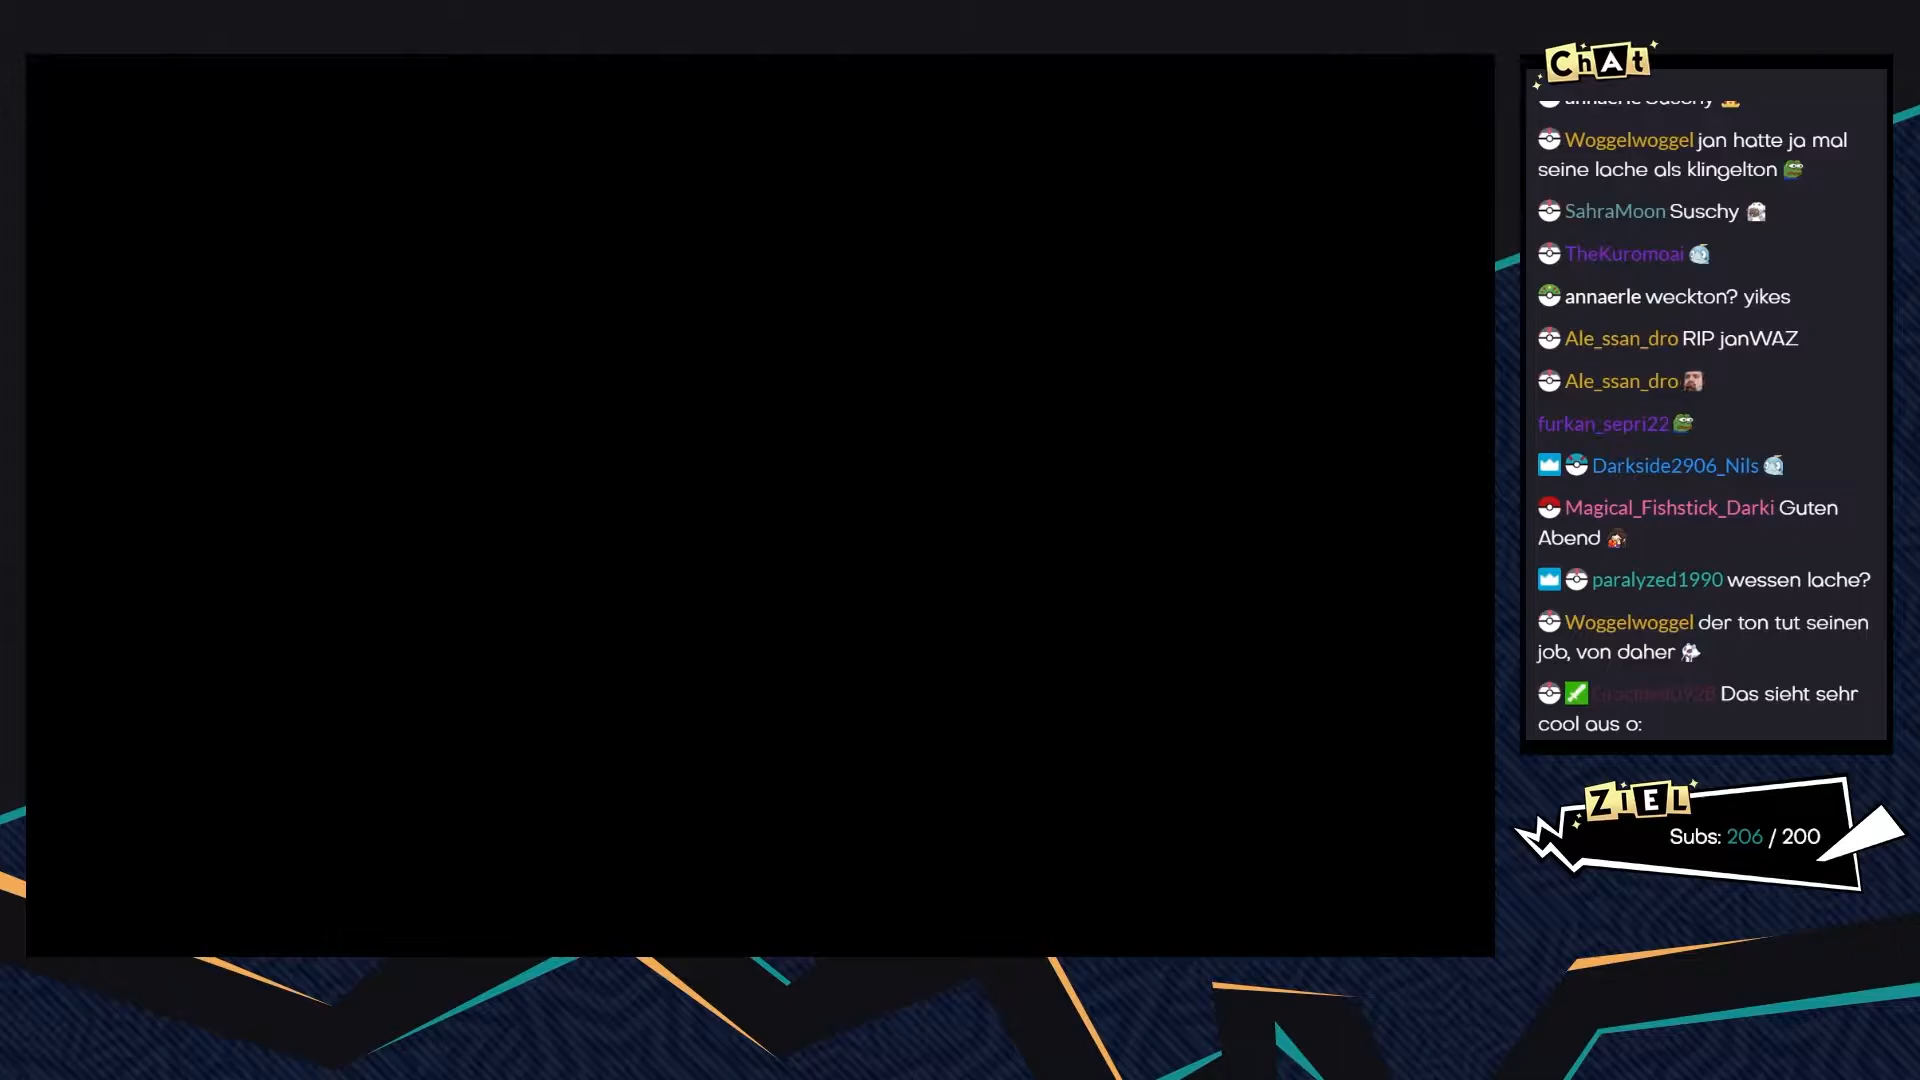 ChAt
Woggelwoggel jan hatte ja mal
seine lache als klingelton
SahraMoon Suschy
TheKuromoai
annaerle weckton? yikes
Ale_ssan_dro RIP janWAZ
Ale_ssan_dro
furkan_sepri22
Darkside2906_Nils
Magical_Fishstick_Darki Guten
Abend
paralyzed1990 wessen lache?
Woggelwoggel der ton tut seinen
job, von daher
Das sieht sehr
cool aus o:
ZiEL
Subs: 206 / 200